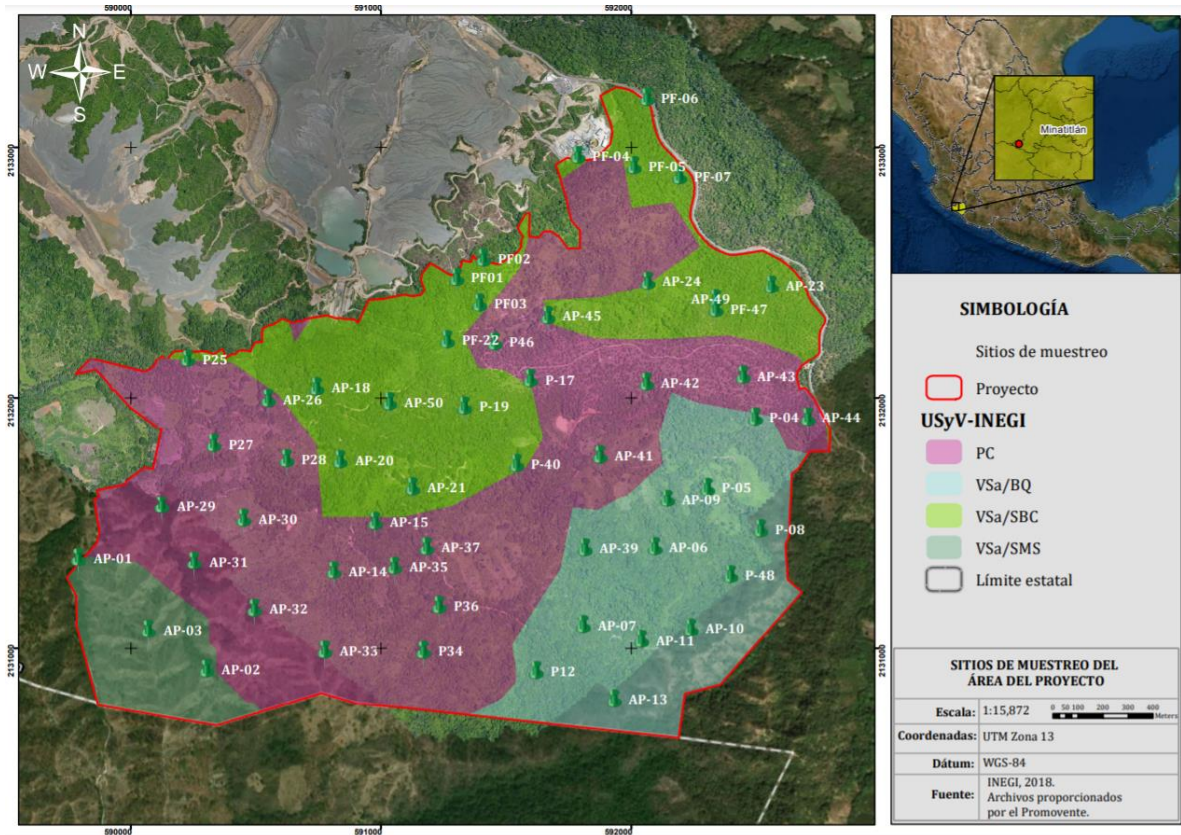 590000
591000
592000
N
W
E
S
PF-06
2133000
2133000
PF-04
PF-05
PF-07
PF02
PF01
AP-24
AP-23
PF03
AP-49
PF-47
AP-45
PF-22
P46
P25
P-17
AP-42
AP-43
2132000
2132000
AP-18
AP-26
AP-50
P-19
P-04
AP-44
P27
P28
AP-20
P-40
AP-41
AP-21
P-05
AP-09
AP-29
AP-30
AP-15
P-08
AP-37
AP-39
AP-06
AP-01
AP-31
AP-14
AP-35
P-48
AP-32
P36
AP-03
AP-07
AP-10
AP-11
2131000
2131000
AP-33
P34
AP-02
P12
AP-13
590000
591000
592000
Minatitlán
SIMBOLOGÍA
Sitios de muestreo
Proyecto
USyV-INEGI
PC
VSa/BQ
VSa/SBC
VSa/SMS
Límite estatal
SITIOS DE MUESTREO DEL
ÁREA DEL PROYECTO
Escala: 1:15,872
0 50 100 200 300 400
Meters
Coordenadas: UTM Zona 13
Dátum: WGS-84
Fuente: INEGI, 2018.
Archivos proporcionados
por el Promovente.